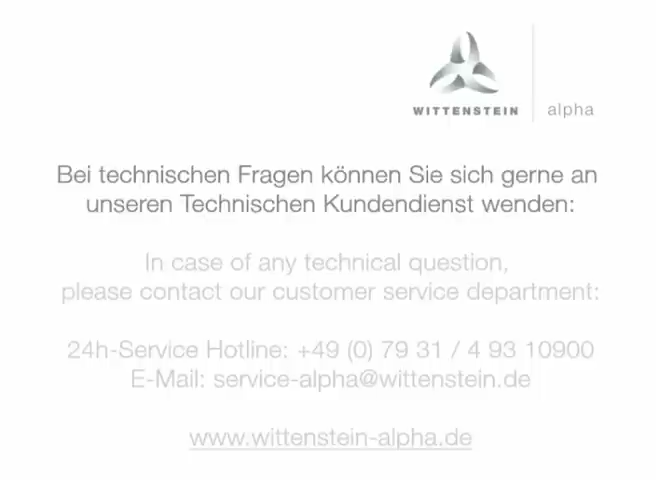 WITTENSTEIN alpha
Bei technischen Fragen können Sie sich gerne an
unseren Technischen Kundendienst wenden:
In case of any technical question,
please contact our customer service department:
24h-Service Hotline: +49 (0) 79 31 / 4 93 10900
E-Mail: service-alpha@wittenstein.de
www.wittenstein-alpha.de